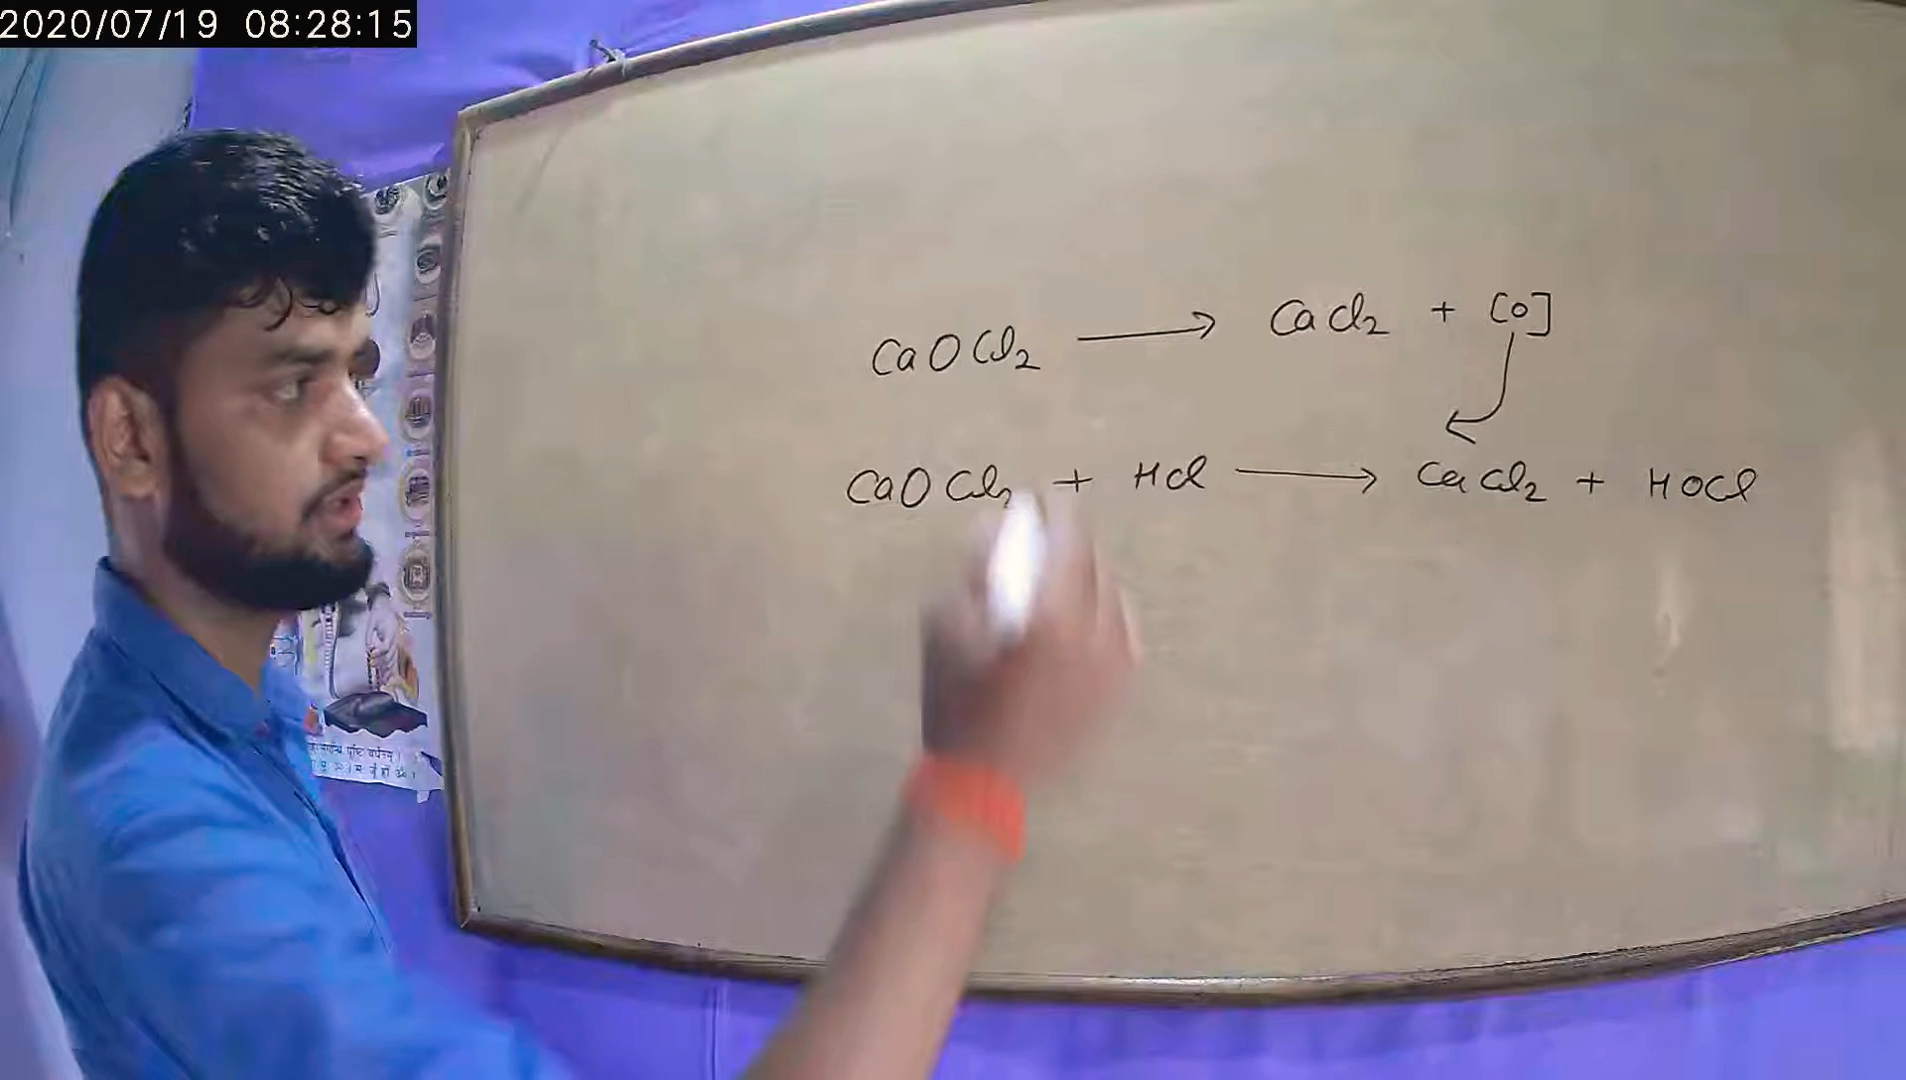 2020/07/19 08:28:15
CaOCl₂ ⟶ CaCl₂ + [O]
CaOCl₂ + HCl ⟶ CaCl₂ + HOCl